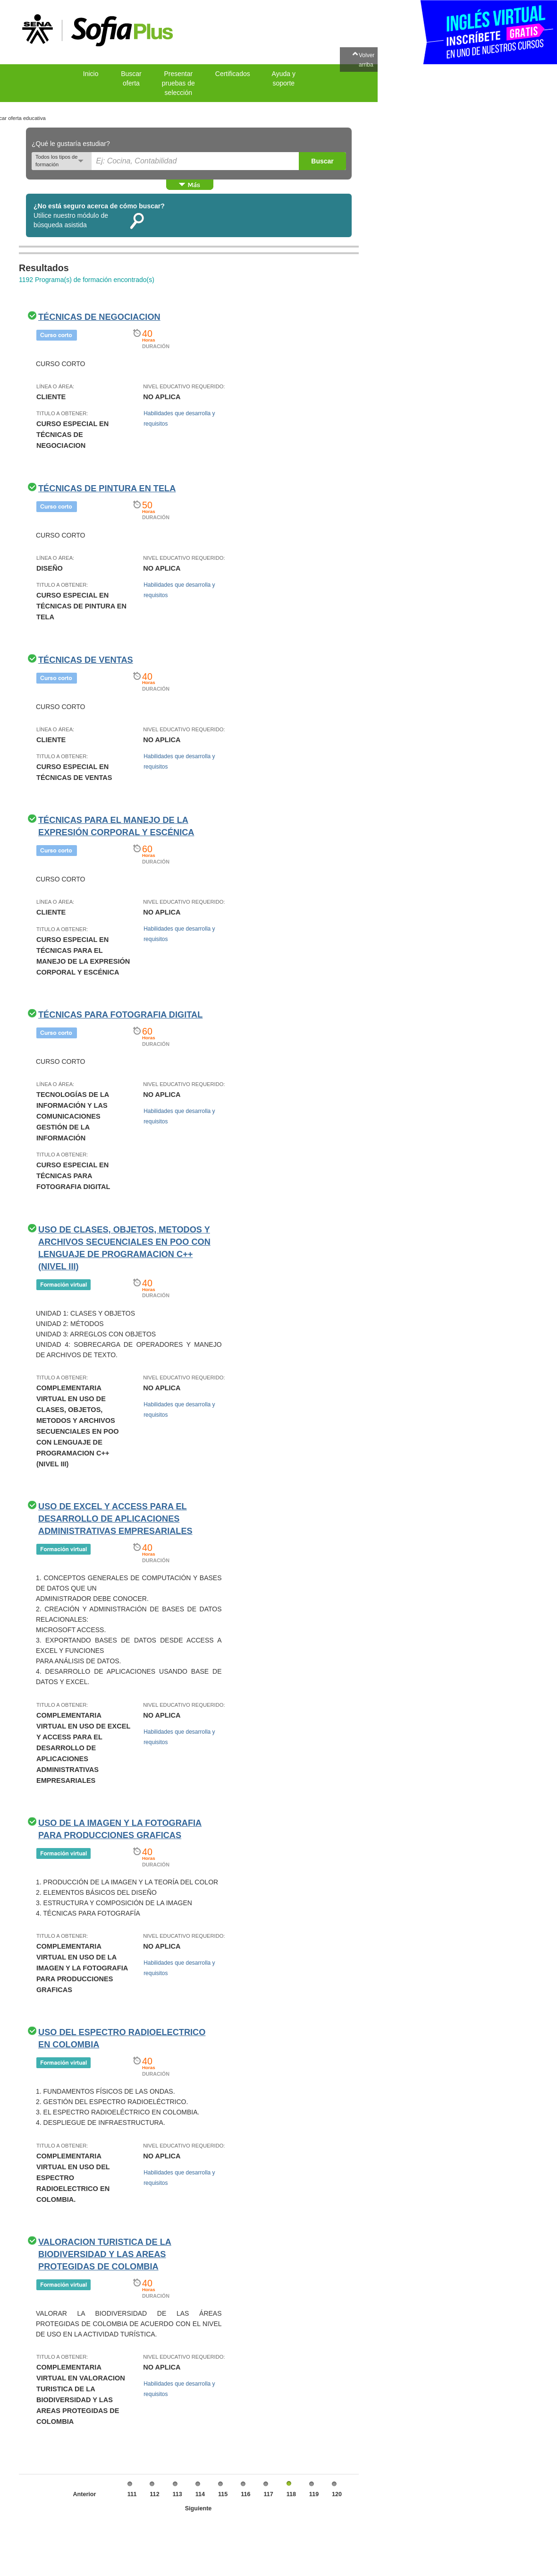 SENA
Sofia Plus
INGLÉS VIRTUAL
INSCRÍBETE GRATIS
EN UNO DE NUESTROS CURSOS
Volver
arriba
Inicio
Buscar
oferta
Presentar
pruebas de
selección
Certificados
Ayuda y
soporte
car oferta educativa
¿Qué le gustaría estudiar?
Todos los tipos de
formación
Ej: Cocina, Contabilidad
Buscar
Más
¿No está seguro acerca de cómo buscar?
Utilice nuestro módulo de
búsqueda asistida
Resultados
1192 Programa(s) de formación encontrado(s)
TÉCNICAS DE NEGOCIACION
Curso corto
40
Horas
DURACIÓN
CURSO CORTO
LÍNEA O ÁREA:
CLIENTE
NIVEL EDUCATIVO REQUERIDO:
NO APLICA
TITULO A OBTENER:
CURSO ESPECIAL EN
TÉCNICAS DE
NEGOCIACION
Habilidades que desarrolla y
requisitos
TÉCNICAS DE PINTURA EN TELA
Curso corto
50
Horas
DURACIÓN
CURSO CORTO
LÍNEA O ÁREA:
DISEÑO
NIVEL EDUCATIVO REQUERIDO:
NO APLICA
TITULO A OBTENER:
CURSO ESPECIAL EN
TÉCNICAS DE PINTURA EN
TELA
Habilidades que desarrolla y
requisitos
TÉCNICAS DE VENTAS
Curso corto
40
Horas
DURACIÓN
CURSO CORTO
LÍNEA O ÁREA:
CLIENTE
NIVEL EDUCATIVO REQUERIDO:
NO APLICA
TITULO A OBTENER:
CURSO ESPECIAL EN
TÉCNICAS DE VENTAS
Habilidades que desarrolla y
requisitos
TÉCNICAS PARA EL MANEJO DE LA
EXPRESIÓN CORPORAL Y ESCÉNICA
Curso corto
60
Horas
DURACIÓN
CURSO CORTO
LÍNEA O ÁREA:
CLIENTE
NIVEL EDUCATIVO REQUERIDO:
NO APLICA
TITULO A OBTENER:
CURSO ESPECIAL EN
TÉCNICAS PARA EL
MANEJO DE LA EXPRESIÓN
CORPORAL Y ESCÉNICA
Habilidades que desarrolla y
requisitos
TÉCNICAS PARA FOTOGRAFIA DIGITAL
Curso corto
60
Horas
DURACIÓN
CURSO CORTO
LÍNEA O ÁREA:
TECNOLOGÍAS DE LA
INFORMACIÓN Y LAS
COMUNICACIONES
GESTIÓN DE LA
INFORMACIÓN
NIVEL EDUCATIVO REQUERIDO:
NO APLICA
Habilidades que desarrolla y
requisitos
TITULO A OBTENER:
CURSO ESPECIAL EN
TÉCNICAS PARA
FOTOGRAFIA DIGITAL
USO DE CLASES, OBJETOS, METODOS Y
ARCHIVOS SECUENCIALES EN POO CON
LENGUAJE DE PROGRAMACION C++
(NIVEL III)
Formación virtual
40
Horas
DURACIÓN
UNIDAD 1: CLASES Y OBJETOS
UNIDAD 2: MÉTODOS
UNIDAD 3: ARREGLOS CON OBJETOS
UNIDAD 4: SOBRECARGA DE OPERADORES Y MANEJO
DE ARCHIVOS DE TEXTO.
TITULO A OBTENER:
COMPLEMENTARIA
VIRTUAL EN USO DE
CLASES, OBJETOS,
METODOS Y ARCHIVOS
SECUENCIALES EN POO
CON LENGUAJE DE
PROGRAMACION C++
(NIVEL III)
NIVEL EDUCATIVO REQUERIDO:
NO APLICA
Habilidades que desarrolla y
requisitos
USO DE EXCEL Y ACCESS PARA EL
DESARROLLO DE APLICACIONES
ADMINISTRATIVAS EMPRESARIALES
Formación virtual
40
Horas
DURACIÓN
1. CONCEPTOS GENERALES DE COMPUTACIÓN Y BASES
DE DATOS QUE UN
ADMINISTRADOR DEBE CONOCER.
2. CREACIÓN Y ADMINISTRACIÓN DE BASES DE DATOS
RELACIONALES:
MICROSOFT ACCESS.
3. EXPORTANDO BASES DE DATOS DESDE ACCESS A
EXCEL Y FUNCIONES
PARA ANÁLISIS DE DATOS.
4. DESARROLLO DE APLICACIONES USANDO BASE DE
DATOS Y EXCEL.
TITULO A OBTENER:
COMPLEMENTARIA
VIRTUAL EN USO DE EXCEL
Y ACCESS PARA EL
DESARROLLO DE
APLICACIONES
ADMINISTRATIVAS
EMPRESARIALES
NIVEL EDUCATIVO REQUERIDO:
NO APLICA
Habilidades que desarrolla y
requisitos
USO DE LA IMAGEN Y LA FOTOGRAFIA
PARA PRODUCCIONES GRAFICAS
Formación virtual
40
Horas
DURACIÓN
1. PRODUCCIÓN DE LA IMAGEN Y LA TEORÍA DEL COLOR
2. ELEMENTOS BÁSICOS DEL DISEÑO
3. ESTRUCTURA Y COMPOSICIÓN DE LA IMAGEN
4. TÉCNICAS PARA FOTOGRAFÍA
TITULO A OBTENER:
COMPLEMENTARIA
VIRTUAL EN USO DE LA
IMAGEN Y LA FOTOGRAFIA
PARA PRODUCCIONES
GRAFICAS
NIVEL EDUCATIVO REQUERIDO:
NO APLICA
Habilidades que desarrolla y
requisitos
USO DEL ESPECTRO RADIOELECTRICO
EN COLOMBIA
Formación virtual
40
Horas
DURACIÓN
1. FUNDAMENTOS FÍSICOS DE LAS ONDAS.
2. GESTIÓN DEL ESPECTRO RADIOELÉCTRICO.
3. EL ESPECTRO RADIOELÉCTRICO EN COLOMBIA.
4. DESPLIEGUE DE INFRAESTRUCTURA.
TITULO A OBTENER:
COMPLEMENTARIA
VIRTUAL EN USO DEL
ESPECTRO
RADIOELECTRICO EN
COLOMBIA.
NIVEL EDUCATIVO REQUERIDO:
NO APLICA
Habilidades que desarrolla y
requisitos
VALORACION TURISTICA DE LA
BIODIVERSIDAD Y LAS AREAS
PROTEGIDAS DE COLOMBIA
Formación virtual
40
Horas
DURACIÓN
VALORAR LA BIODIVERSIDAD DE LAS ÁREAS
PROTEGIDAS DE COLOMBIA DE ACUERDO CON EL NIVEL
DE USO EN LA ACTIVIDAD TURÍSTICA.
TITULO A OBTENER:
COMPLEMENTARIA
VIRTUAL EN VALORACION
TURISTICA DE LA
BIODIVERSIDAD Y LAS
AREAS PROTEGIDAS DE
COLOMBIA
NIVEL EDUCATIVO REQUERIDO:
NO APLICA
Habilidades que desarrolla y
requisitos
Anterior 111 112 113 114 115 116 117 118 119 120
Siguiente